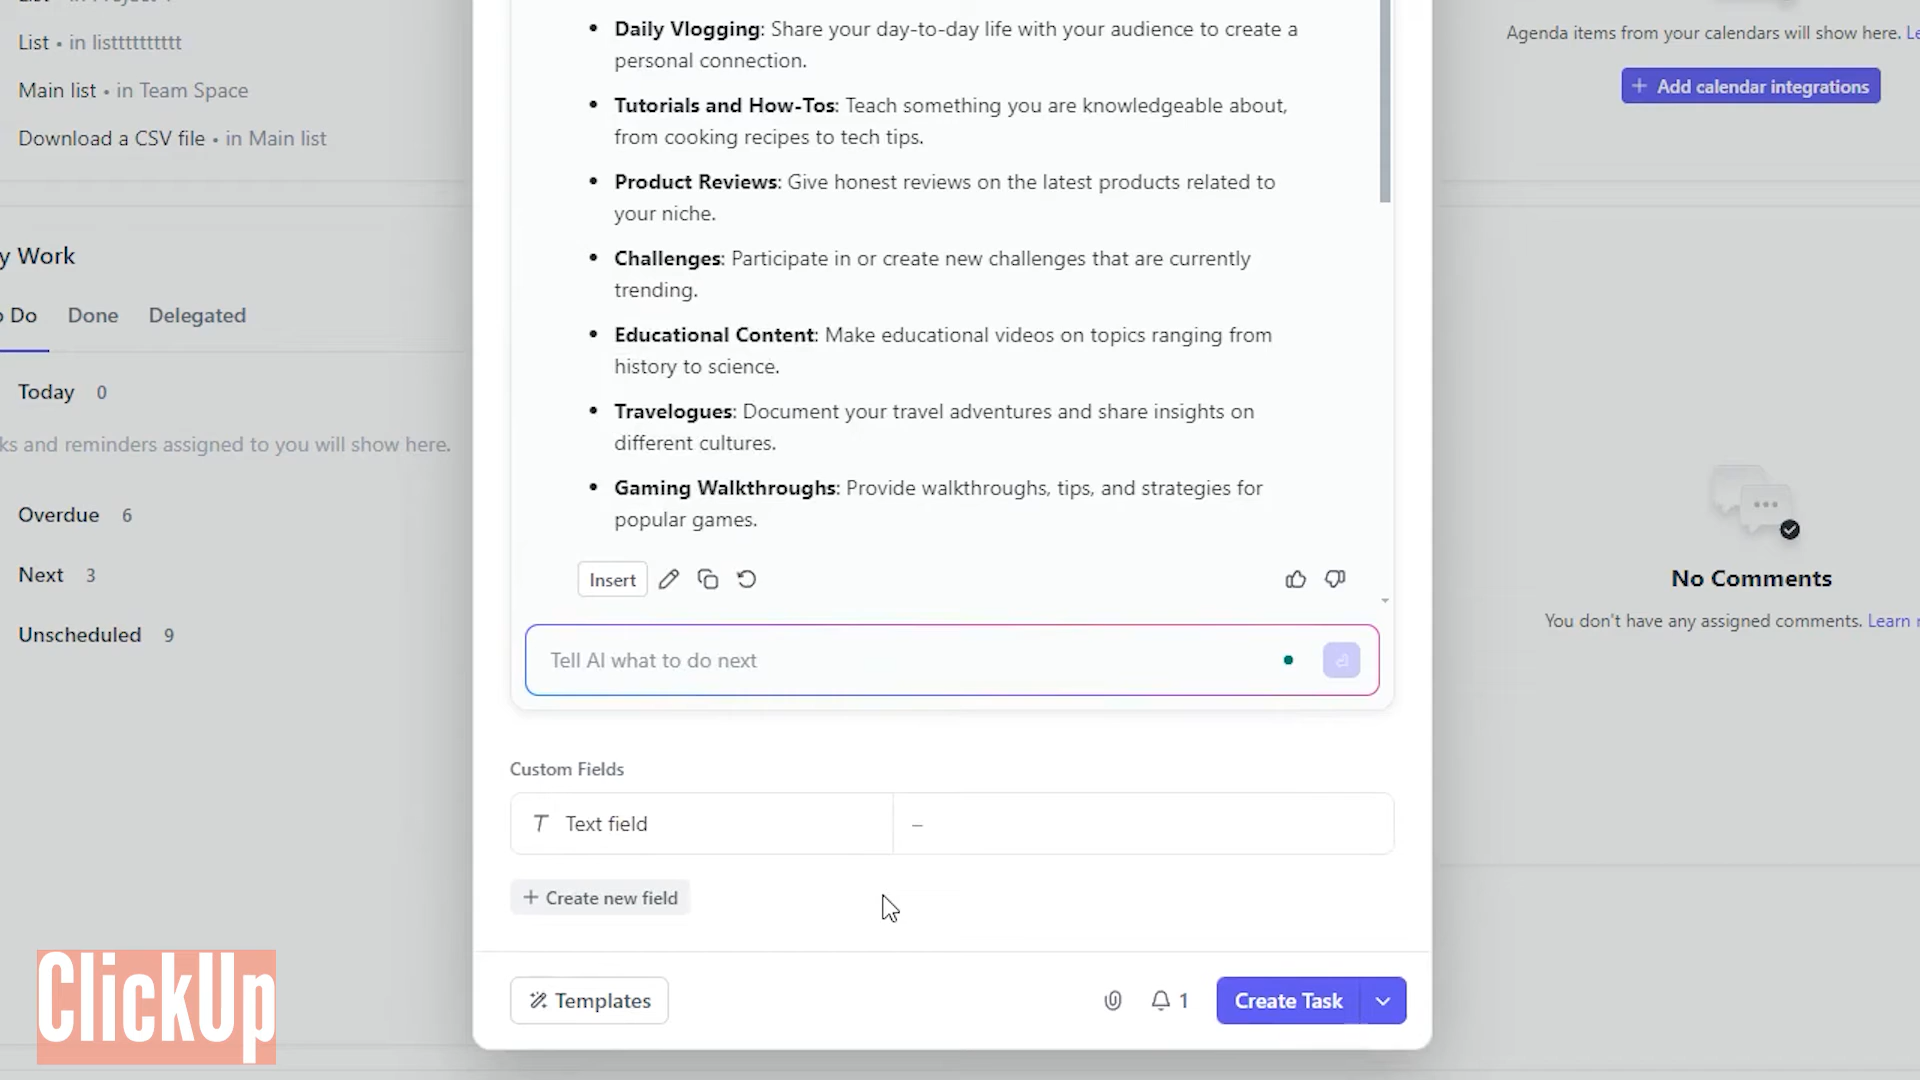 List • in listttttttttt
Main list • in Team Space
Download a CSV file • in Main list
y Work
o Do
Done
Delegated
Today 0
ks and reminders assigned to you will show here.
Overdue 6
Next 3
Unscheduled 9
ClickUp
• Daily Vlogging: Share your day-to-day life with your audience to create a
personal connection.
• Tutorials and How-Tos: Teach something you are knowledgeable about,
from cooking recipes to tech tips.
• Product Reviews: Give honest reviews on the latest products related to
your niche.
• Challenges: Participate in or create new challenges that are currently
trending.
• Educational Content: Make educational videos on topics ranging from
history to science.
• Travelogues: Document your travel adventures and share insights on
different cultures.
• Gaming Walkthroughs: Provide walkthroughs, tips, and strategies for
popular games.
Insert
Tell AI what to do next
Custom Fields
Text field
–
+ Create new field
Templates
1
Create Task
Agenda items from your calendars will show here. Le
+ Add calendar integrations
No Comments
You don't have any assigned comments. Learn